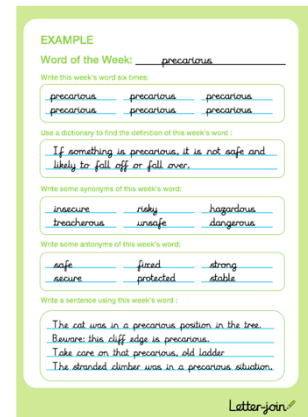 EXAMPLE
Word of the Week: precarious
Write this week's word six times:
precarious precarious precarious
precarious precarious precarious
Use a dictionary to find the definition of this week's word :
If something is precarious, it is not safe and
likely to fall off or fall over.
Write some synonyms of this week's word:
insecure risky hazardous
treacherous unsafe dangerous
Write some antonyms of this week's word:
safe fixed strong
secure protected stable
Write a sentence using this week's word :
The cat was in a precarious position in the tree.
Beware: this cliff edge is precarious.
Take care on that precarious, old ladder
The stranded climber was in a precarious situation.
Letter-join